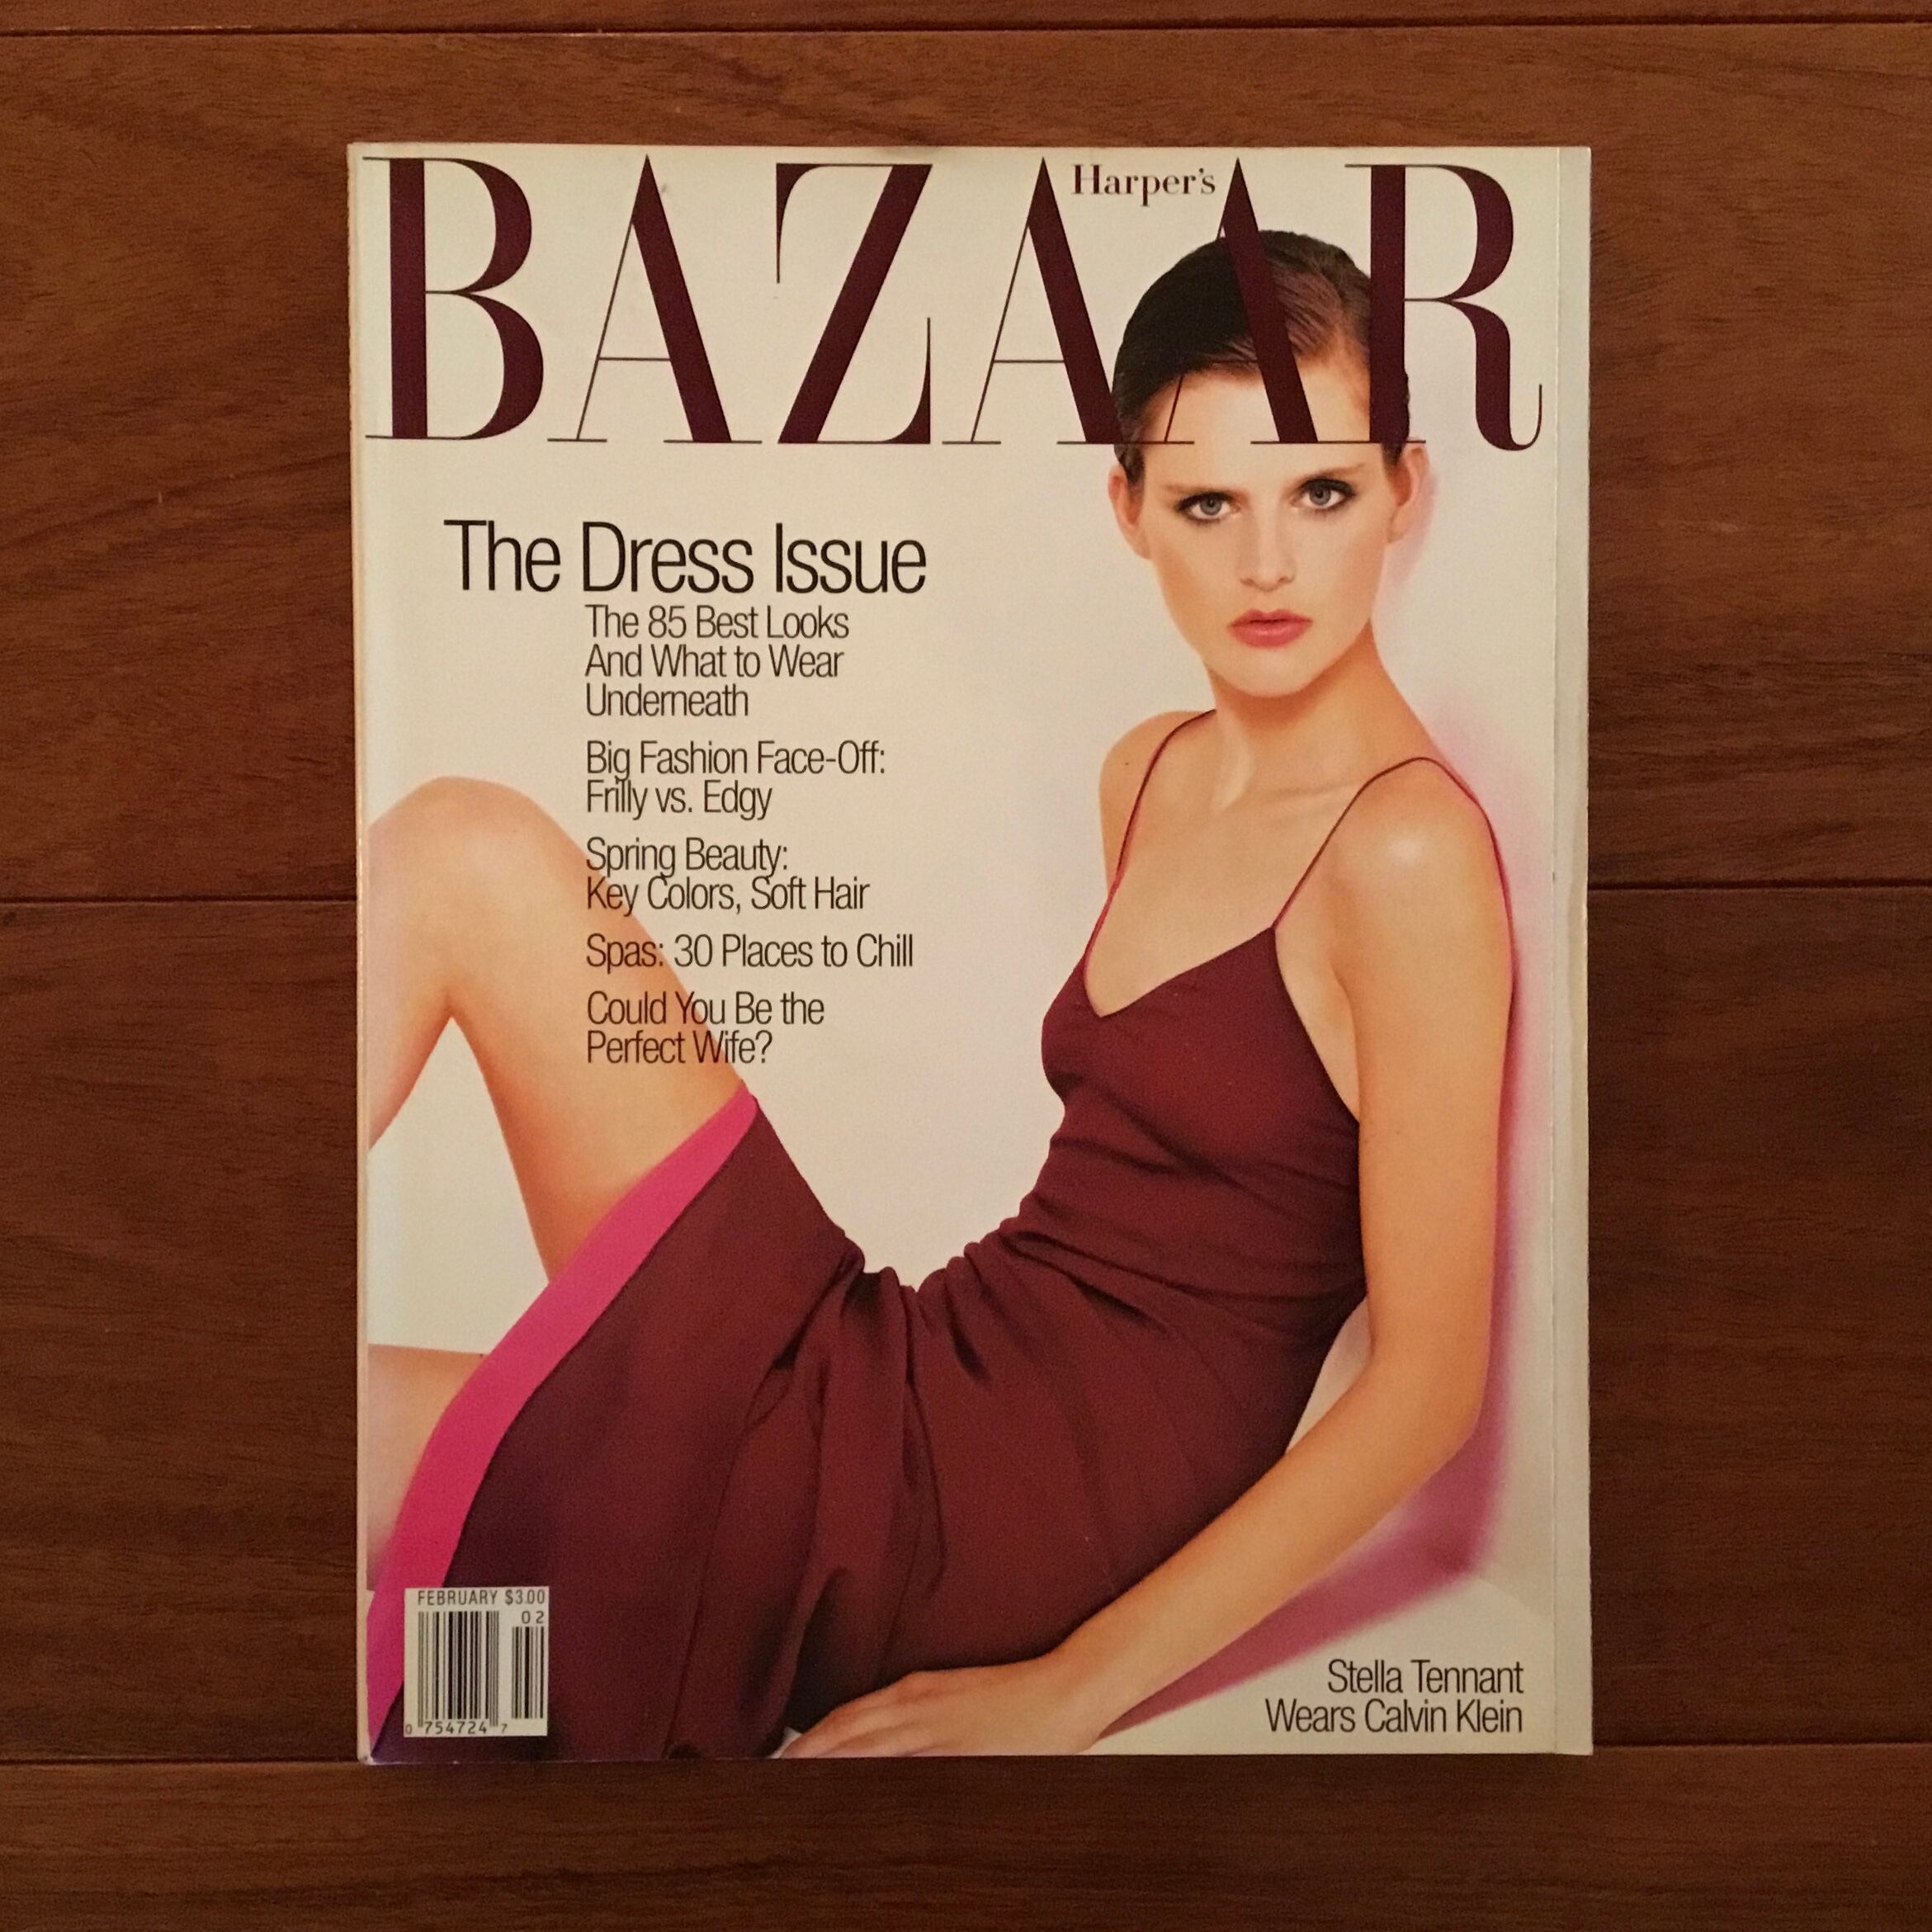 Harper's
BAZAAR
The Dress Issue
The 85 Best Looks
And What to Wear
Underneath
Big Fashion Face-Off:
Frilly vs. Edgy
Spring Beauty:
Key Colors, Soft Hair
Spas: 30 Places to Chill
Could You Be the
Perfect Wife?
FEBRUARY $3.00
02
0 754724 7
Stella Tennant
Wears Calvin Klein